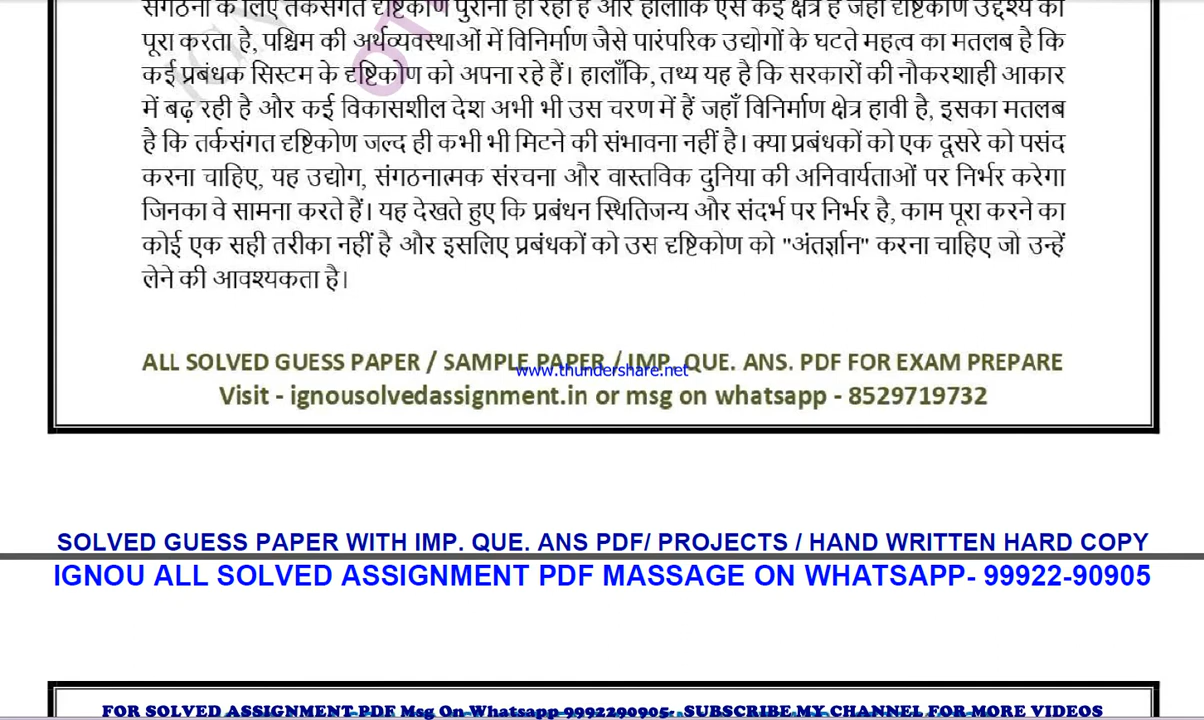 संगठनों के लिए तर्कसंगत दृष्टिकोण पुराना हो रहा है और हालांकि ऐसे कई क्षेत्र हैं जहाँ दृष्टिकोण उद्देश्य को
पूरा करता है, पश्चिम की अर्थव्यवस्थाओं में विनिर्माण जैसे पारंपरिक उद्योगों के घटते महत्व का मतलब है कि
कई प्रबंधक सिस्टम के दृष्टिकोण को अपना रहे हैं। हालाँकि, तथ्य यह है कि सरकारों की नौकरशाही आकार
में बढ़ रही है और कई विकासशील देश अभी भी उस चरण में हैं जहाँ विनिर्माण क्षेत्र हावी है, इसका मतलब
है कि तर्कसंगत दृष्टिकोण जल्द ही कभी भी मिटने की संभावना नहीं है। क्या प्रबंधकों को एक दूसरे को पसंद
करना चाहिए, यह उद्योग, संगठनात्मक संरचना और वास्तविक दुनिया की अनिवार्यताओं पर निर्भर करेगा
जिनका वे सामना करते हैं। यह देखते हुए कि प्रबंधन स्थितिजन्य और संदर्भ पर निर्भर है, काम पूरा करने का
कोई एक सही तरीका नहीं है और इसलिए प्रबंधकों को उस दृष्टिकोण को "अंतर्ज्ञान" करना चाहिए जो उन्हें
लेने की आवश्यकता है।
ALL SOLVED GUESS PAPER / SAMPLE PAPER / IMP. QUE. ANS. PDF FOR EXAM PREPARE
www.thundershare.net
Visit - ignousolvedassignment.in or msg on whatsapp - 8529719732
SOLVED GUESS PAPER WITH IMP. QUE. ANS PDF/ PROJECTS / HAND WRITTEN HARD COPY
IGNOU ALL SOLVED ASSIGNMENT PDF MASSAGE ON WHATSAPP- 99922-90905
FOR SOLVED ASSIGNMENT PDF Msg On Whatsapp 9992290905, SUBSCRIBE MY CHANNEL FOR MORE VIDEOS